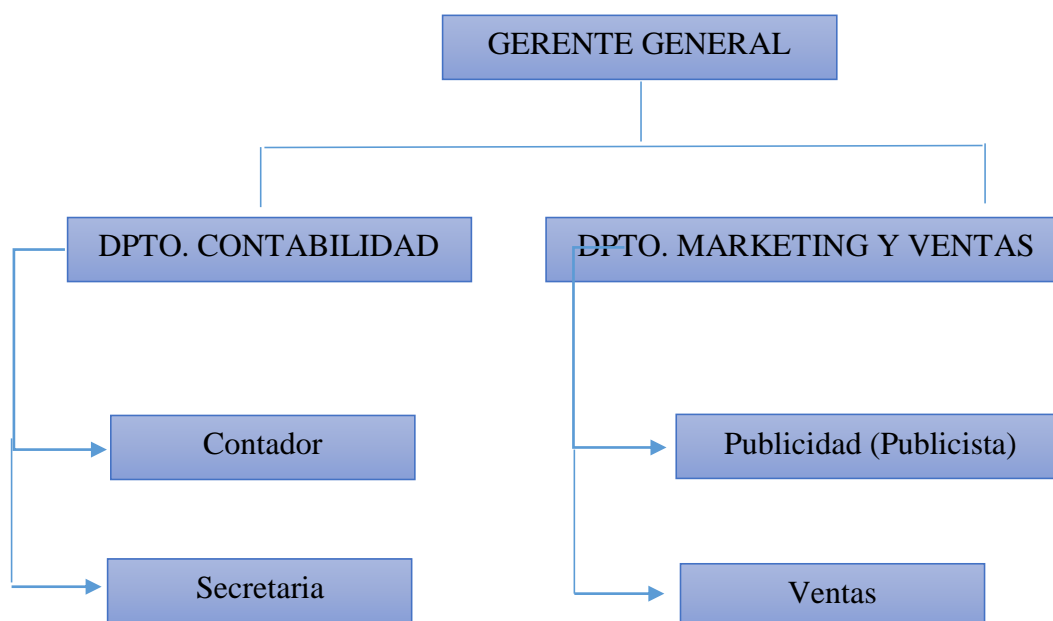 GERENTE GENERAL
DPTO. CONTABILIDAD
DPTO. MARKETING Y VENTAS
Contador
Publicidad (Publicista)
Secretaria
Ventas